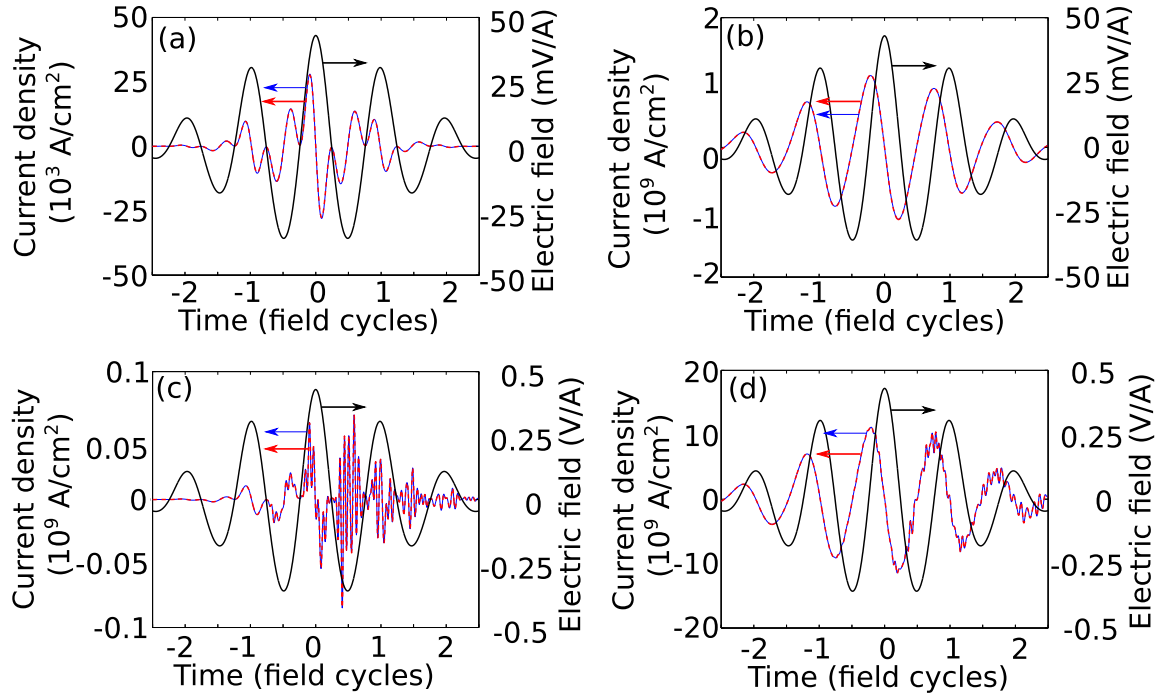 (a)
50
25
0
-25
-50
Current density
(10³ A/cm²)
50
25
0
-25
-50
Electric field (mV/A)
-2 -1 0 1 2
Time (field cycles)
(b)
2
1
0
-1
-2
Current density
(10⁹ A/cm²)
50
25
0
-25
-50
Electric field (mV/A)
-2 -1 0 1 2
Time (field cycles)
(c)
0.1
0.05
0
-0.05
-0.1
Current density
(10⁹ A/cm²)
0.5
0.25
0
-0.25
-0.5
Electric field (V/A)
-2 -1 0 1 2
Time (field cycles)
(d)
20
10
0
-10
-20
Current density
(10⁹ A/cm²)
0.5
0.25
0
-0.25
-0.5
Electric field (V/A)
-2 -1 0 1 2
Time (field cycles)